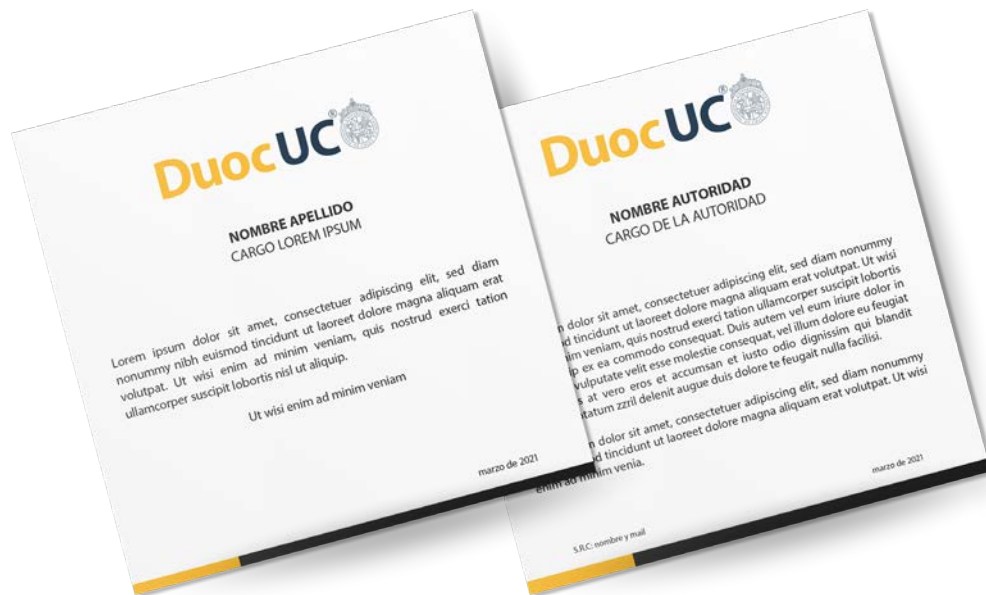 DuocUC®
NOMBRE APELLIDO
CARGO LOREM IPSUM
Lorem ipsum dolor sit amet, consectetuer adipiscing elit, sed diam
nonummy nibh euismod tincidunt ut laoreet dolore magna aliquam erat
volutpat. Ut wisi enim ad minim veniam, quis nostrud exerci tation
ullamcorper suscipit lobortis nisl ut aliquip.
Ut wisi enim ad minim veniam
marzo de 2021
DuocUC®
NOMBRE AUTORIDAD
CARGO DE LA AUTORIDAD
dolor sit amet, consectetuer adipiscing elit, sed diam nonummy
tincidunt ut laoreet dolore magna aliquam erat volutpat. Ut wisi
veniam, quis nostrud exerci tation ullamcorper suscipit lobortis
ex ea commodo consequat. Duis autem vel eum iriure dolor in
vulputate velit esse molestie consequat, vel illum dolore eu feugiat
at vero eros et accumsan et iusto odio dignissim qui blandit
zzril delenit augue duis dolore te feugait nulla facilisi.
dolor sit amet, consectetuer adipiscing elit, sed diam nonummy
tincidunt ut laoreet dolore magna aliquam erat volutpat. Ut wisi
enim ad minim venia.
marzo de 2021
S.R.C: nombre y mail